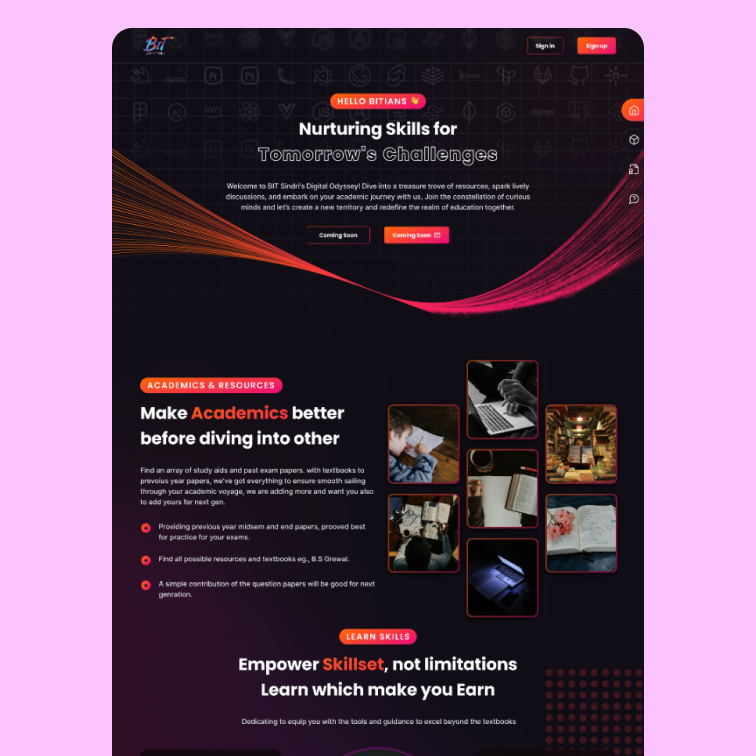 BIT
Sign in
Sign up
HELLO BITIANS 👋
Nurturing Skills for
Tomorrow's Challenges
Welcome to BIT Sindri's Digital Odyssey! Dive into a treasure trove of resources, spark lively
discussions, and embark on your academic journey with us, Join the constellation of curious
minds and let's create a new territory and redefine the realm of education together.
Coming Soon
Coming Soon
ACADEMICS & RESOURCES
Make Academics better
before diving into other
Find an array of study aids and past exam papers. with textbooks to
prevoius year papers, we've got everything to ensure smooth sailing
through your academic voyage, we are adding more and want you also
to add yours for next gen.
Providing previous year midsem and end papers, prooved best
for practice for your exams.
Find all possible resources and textbooks eg., B.S Grewal.
A simple contribution of the question papers will be good for next
genration.
LEARN SKILLS
Empower Skillset, not limitations
Learn which make you Earn
Dedicating to equip you with the tools and guidance to excel beyond the textbooks